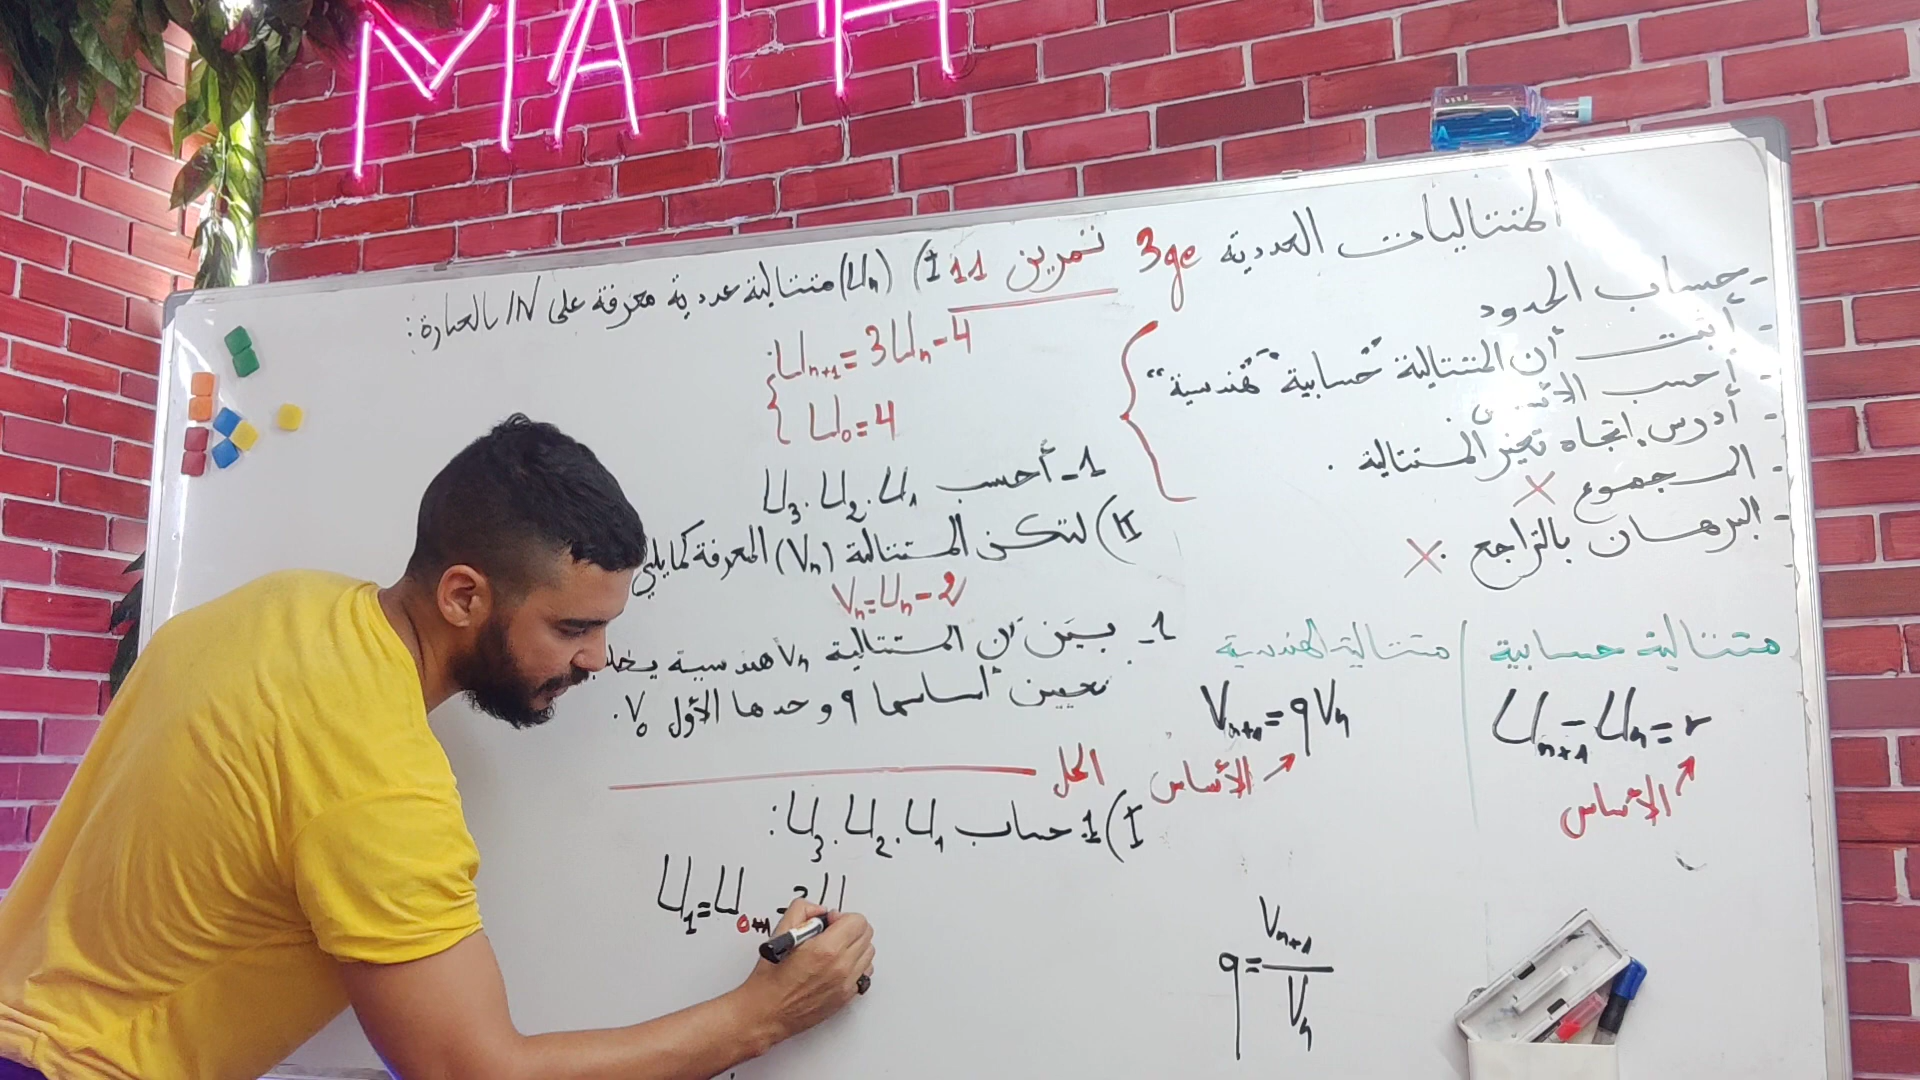 MATH
المتتاليات العددية 3ge
- حساب الحدود
- أثبت أن المتتالية "حسابية" "هندسية"
- أحسب الأساس.
- أدرس اتجاه تغير المتتالية.
- المجموع ×
- البرهان بالتراجع. ×
متتالية حسابية | متتالية هندسية
Uₙ₊₁ - Uₙ = r
الأساس
Vₙ₊₁ = qVₙ
الأساس
q = Vₙ₊₁ / Vₙ
تمرين 11 I) (Uₙ) متتالية عددية معرفة على IN بالعبارة:
Uₙ₊₁ = 3Uₙ - 4
U₀ = 4
1- أحسب U₁. U₂. U₃
II) لتكن المتتالية (Vₙ) المعرفة كمايلي
Vₙ = Uₙ - 2
1- بين أن المتتالية Vₙ هندسية
تعيين أساسها q وحدها الأول V₀.
الحل
I) 1. حساب U₁. U₂. U₃:
U₁ = U₀₊₁ = 3U